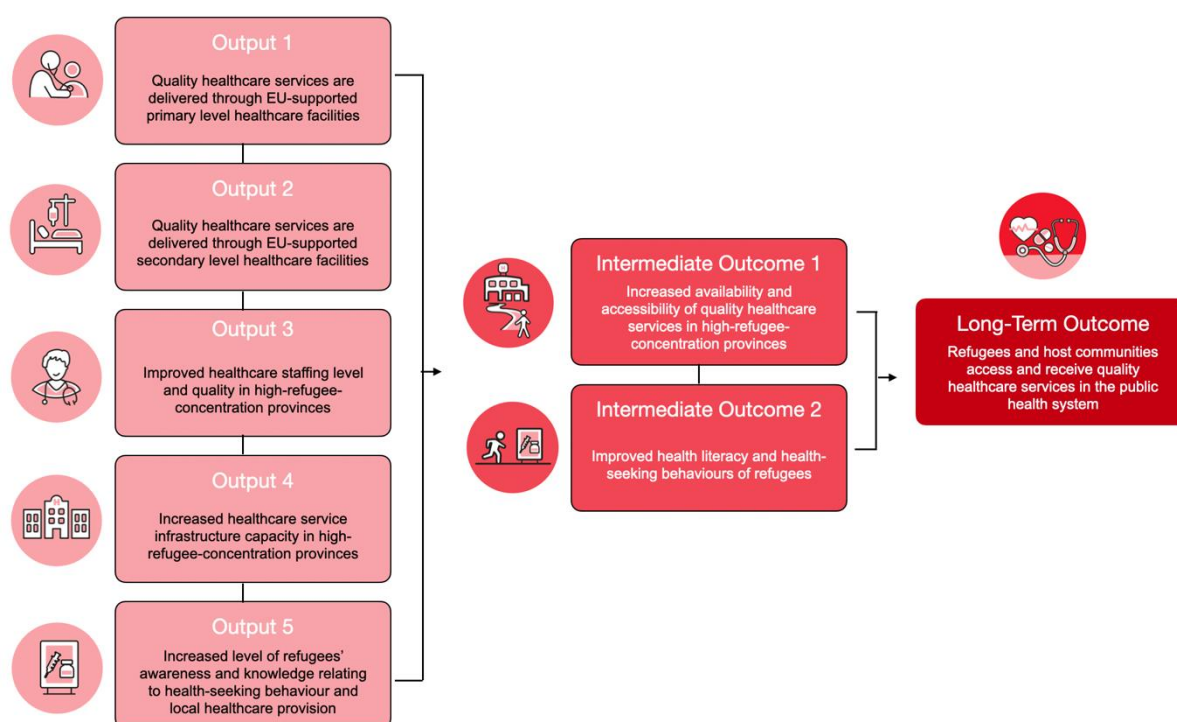 Output 1
Quality healthcare services are
delivered through EU-supported
primary level healthcare facilities
Output 2
Quality healthcare services are
delivered through EU-supported
secondary level healthcare facilities
Output 3
Improved healthcare staffing level
and quality in high-refugee-
concentration provinces
Output 4
Increased healthcare service
infrastructure capacity in high-
refugee-concentration provinces
Output 5
Increased level of refugees'
awareness and knowledge relating
to health-seeking behaviour and
local healthcare provision
Intermediate Outcome 1
Increased availability and
accessibility of quality healthcare
services in high-refugee-
concentration provinces
Intermediate Outcome 2
Improved health literacy and health-
seeking behaviours of refugees
Long-Term Outcome
Refugees and host communities
access and receive quality
healthcare services in the public
health system